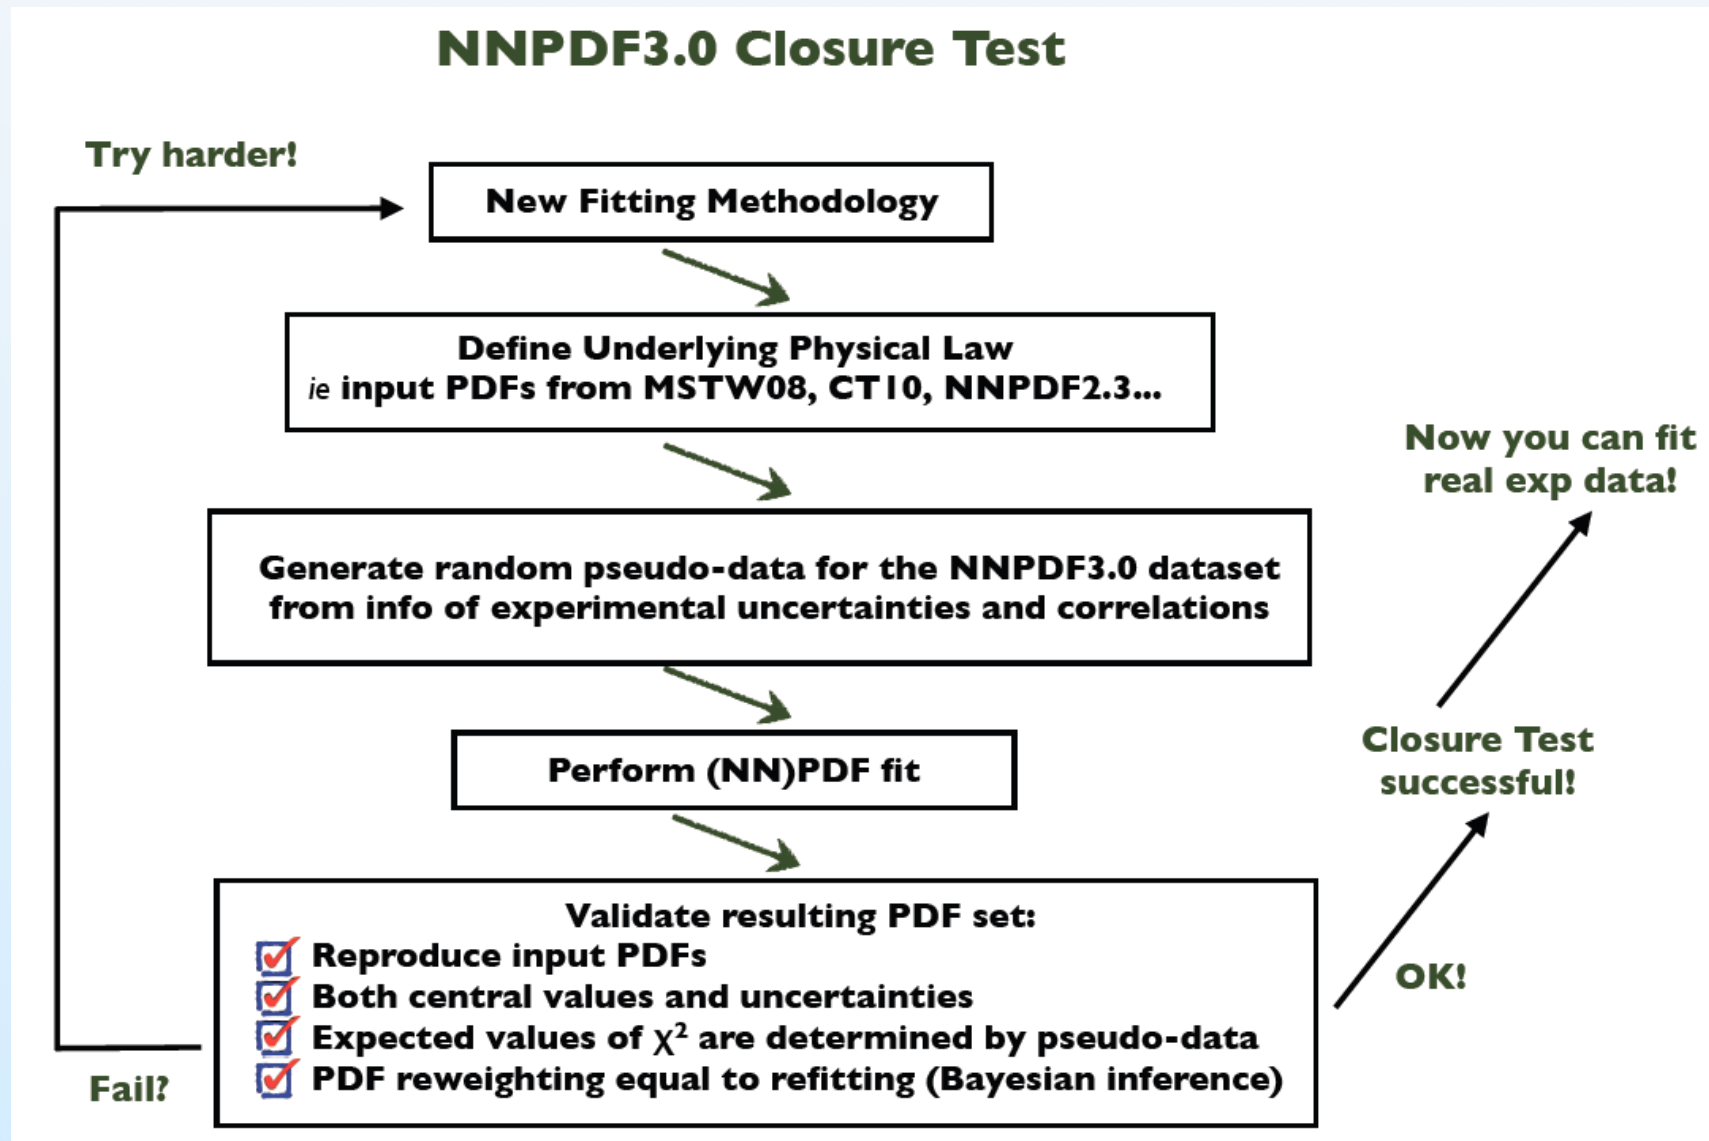 NNPDF3.0 Closure Test
Try harder!
New Fitting Methodology
Define Underlying Physical Law
ie input PDFs from MSTW08, CT10, NNPDF2.3...
Generate random pseudo-data for the NNPDF3.0 dataset
from info of experimental uncertainties and correlations
Perform (NN)PDF fit
Validate resulting PDF set:
Reproduce input PDFs
Both central values and uncertainties
Expected values of χ² are determined by pseudo-data
PDF reweighting equal to refitting (Bayesian inference)
Fail?
OK!
Closure Test
successful!
Now you can fit
real exp data!